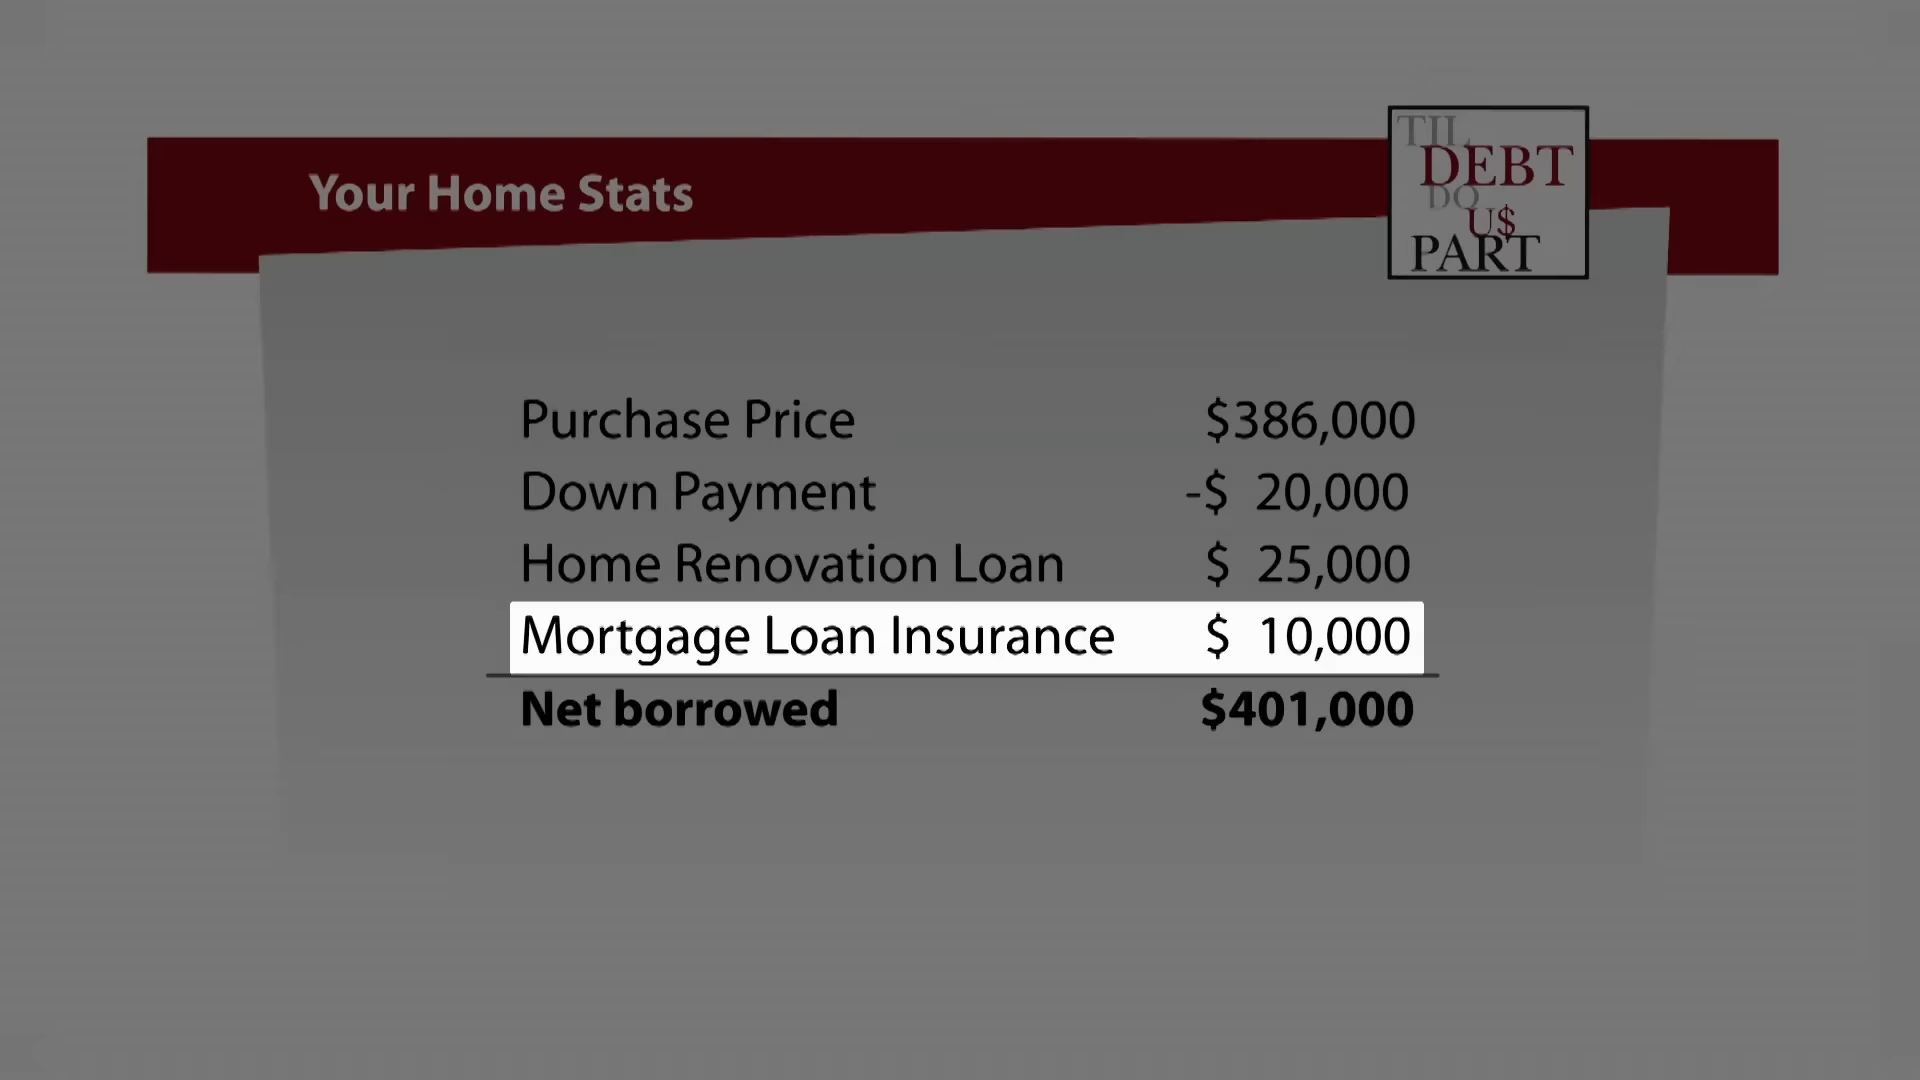 Your Home Stats
TIL
DEBT
DO
U$
PART
Purchase Price $386,000
Down Payment -$ 20,000
Home Renovation Loan $ 25,000
Mortgage Loan Insurance $ 10,000
Net borrowed $401,000